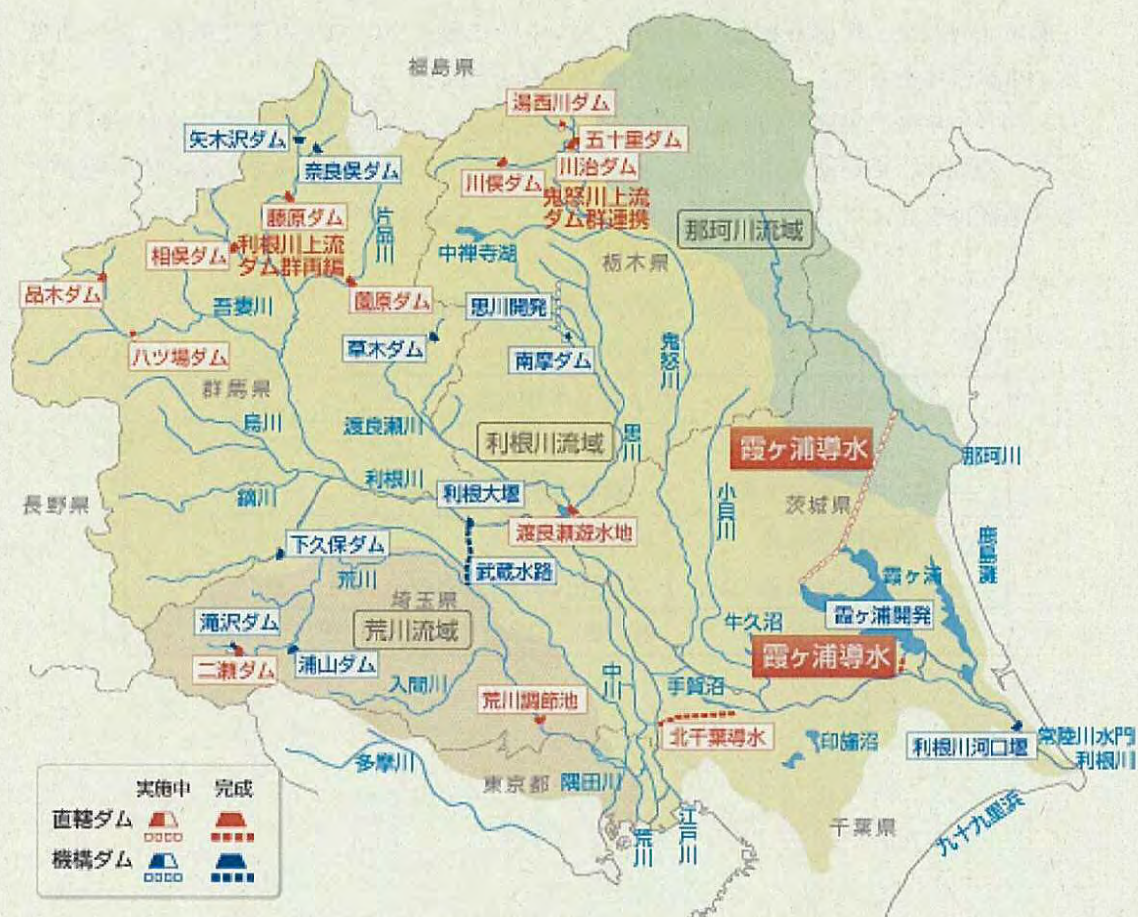 福島県
湯西川ダム
矢木沢ダム
五十里ダム
奈良俣ダム
川治ダム
川俣ダム
鬼怒川上流
ダム群連携
藤原ダム
片品川
那珂川流域
相俣ダム
利根川上流
ダム群再編
中禅寺湖
栃木県
品木ダム
薗原ダム
吾妻川
思川開発
草木ダム
南摩ダム
鬼怒川
八ツ場ダム
群馬県
烏川
渡良瀬川
利根川流域
思川
霞ヶ浦導水
那珂川
利根川
小貝川
長野県
鏑川
利根大堰
茨城県
渡良瀬遊水地
鹿島灘
下久保ダム
武蔵水路
霞ヶ浦
荒川
埼玉県
霞ヶ浦開発
滝沢ダム
荒川流域
牛久沼
浦山ダム
霞ヶ浦導水
二瀬ダム
入間川
中川
手賀沼
荒川調節池
北千葉導水
印旛沼
利根川河口堰
常陸川水門
利根川
多摩川
東京都
隅田川
荒川
江戸川
千葉県
九十九里浜
実施中 完成
直轄ダム
機構ダム